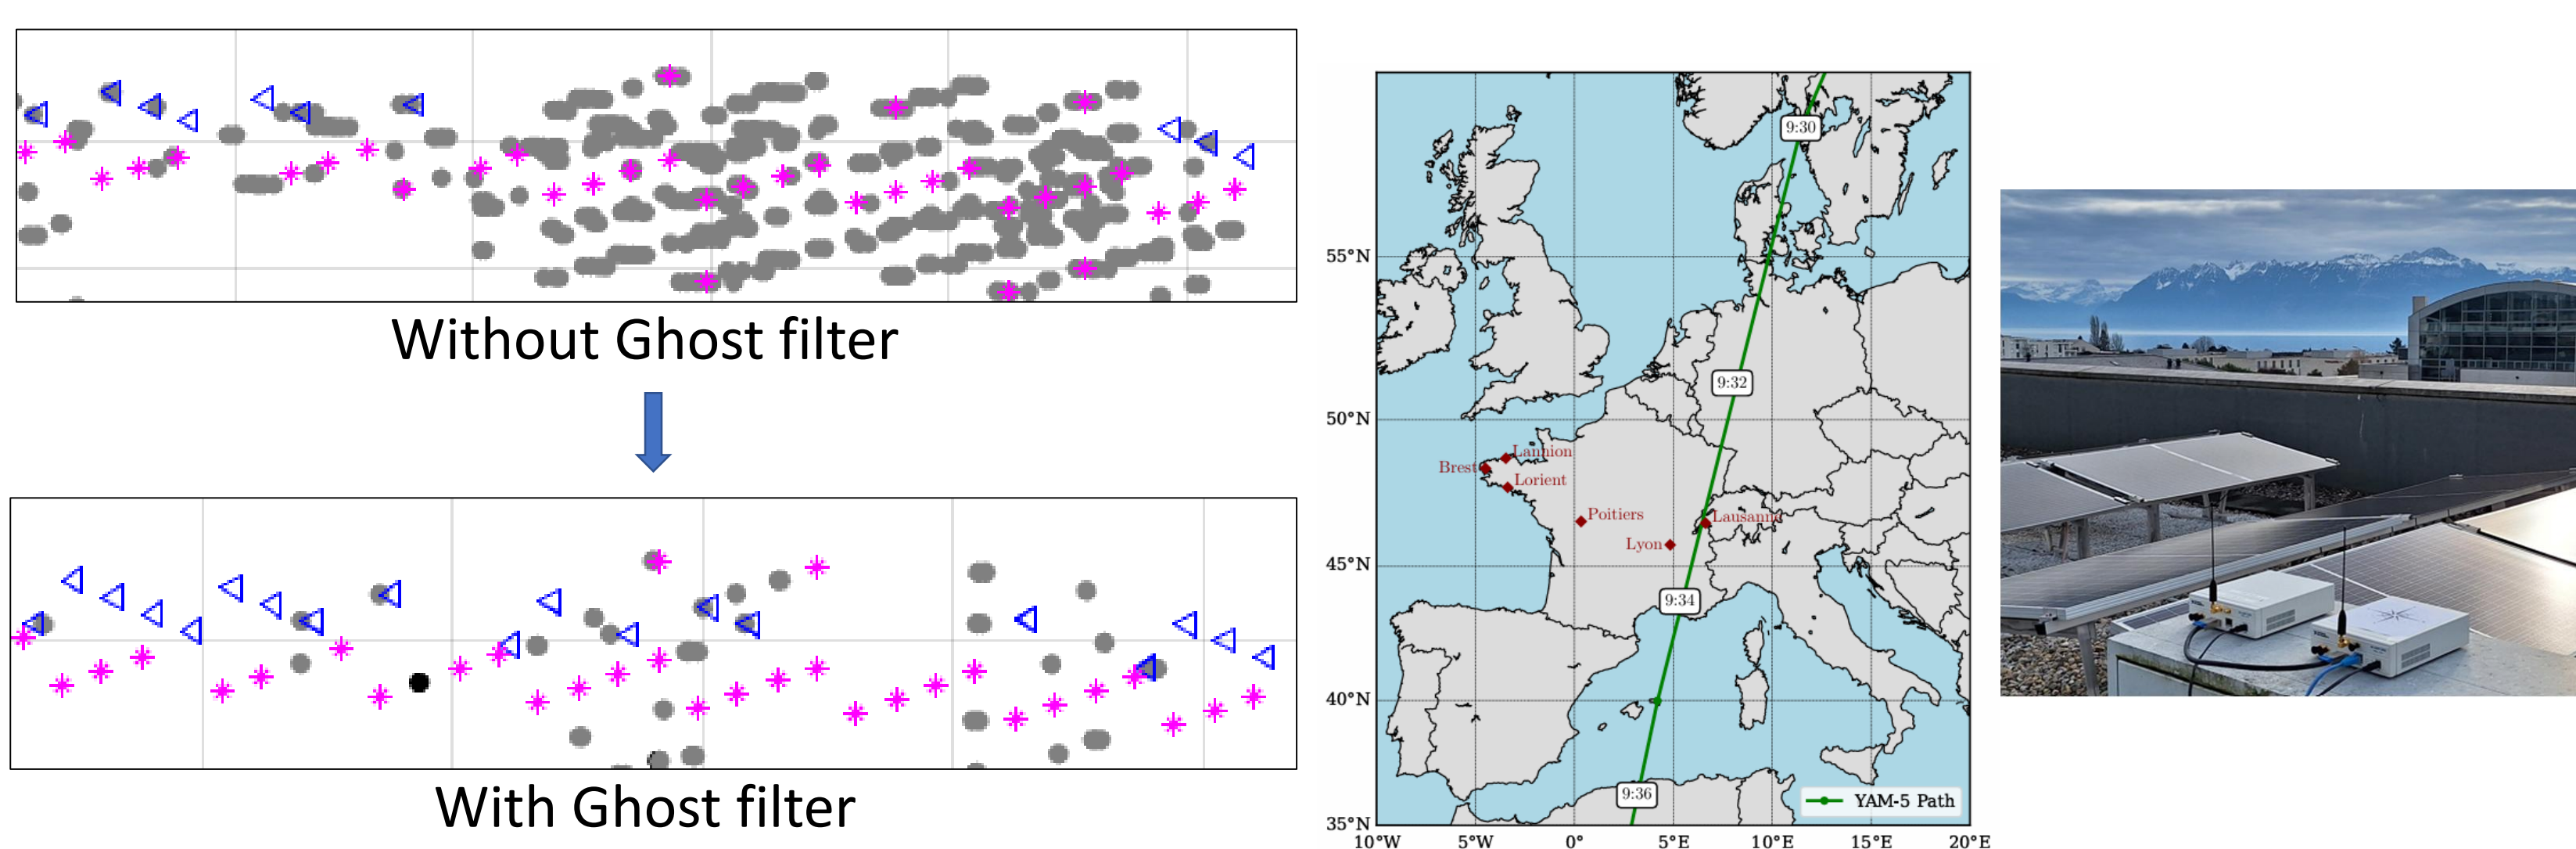 Without Ghost filter
With Ghost filter
9:30
55°N
9:32
50°N
Lannion
Brest
Lorient
Poitiers
Lausanne
Lyon
45°N
9:34
40°N
9:36
YAM-5 Path
35°N
10°W
5°W
0°
5°E
10°E
15°E
20°E